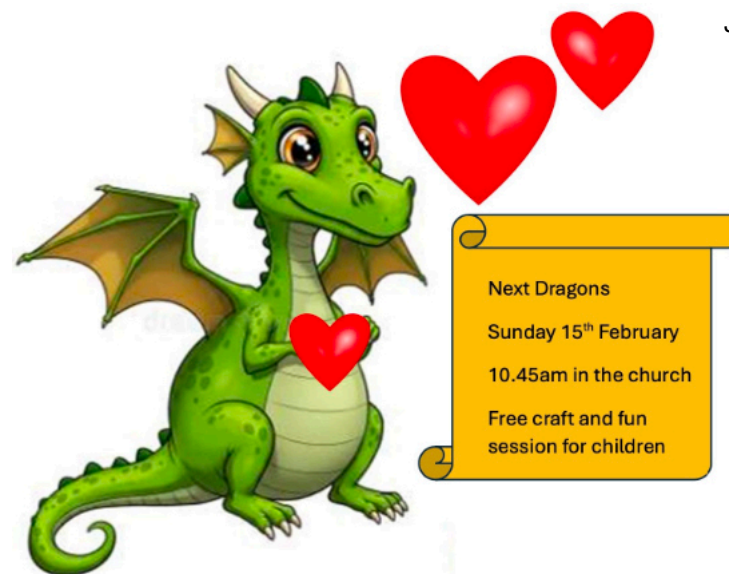 Next Dragons
Sunday 15th February
10.45am in the church
Free craft and fun
session for children